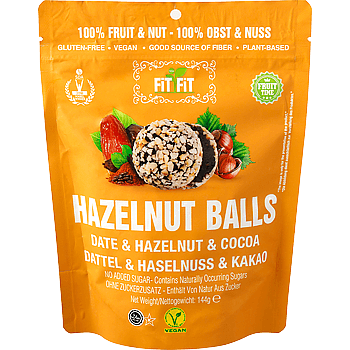 100% FRUIT & NUT - 100% OBST & NUSS
GLUTEN-FREE • VEGAN • GOOD SOURCE OF FIBER • PLANT-BASED
FiT FiT
FRUIT
TIME
HAZELNUT BALLS
DATE & HAZELNUT & COCOA
DATTEL & HASELNUSS & KAKAO
NO ADDED SUGAR- Contains Naturally Occurring Sugars
OHNE ZUCKERZUSATZ - Enthält Von Natur Aus Zucker
Net Weight/Nettogewicht: 144g
VEGAN